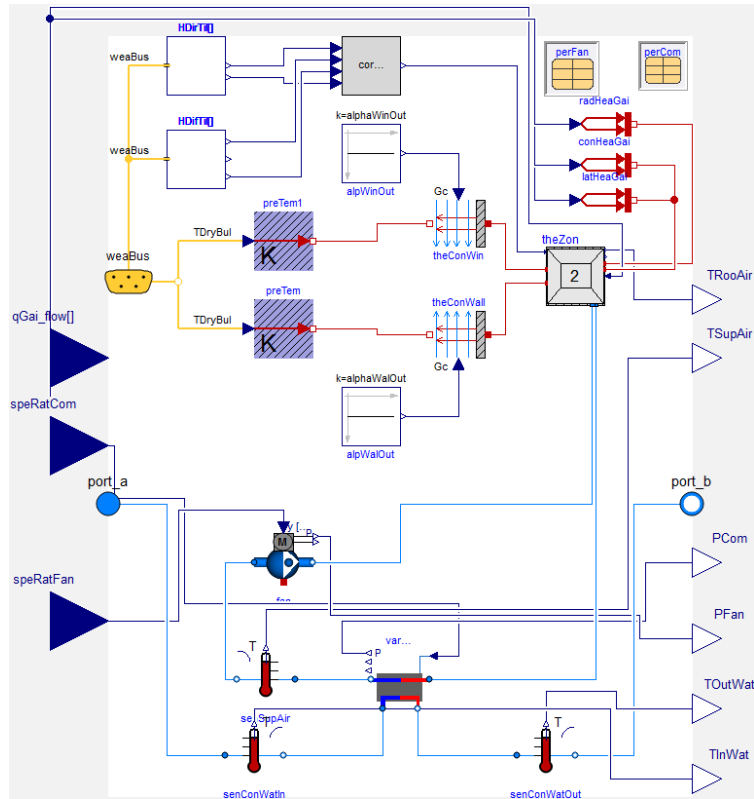 HDirTil[]
weaBus
cor...
perFan
perCom
radHeaGai
k=alphaWinOut
HDifTil[]
conHeaGai
weaBus
latHeaGai
alpWinOut
Gc
TDryBul
preTem1
K
theConWin
theZon
2
weaBus
TRooAir
TDryBul
preTem
K
theConWall
qGai_flow[]
TSupAir
Gc
k=alphaWalOut
speRatCom
alpWalOut
port_a
port_b
y [...
P
M
PCom
speRatFan
PFan
var...
T
P
TOutWat
T
T
TInWat
senConWatIn
senConWatOut